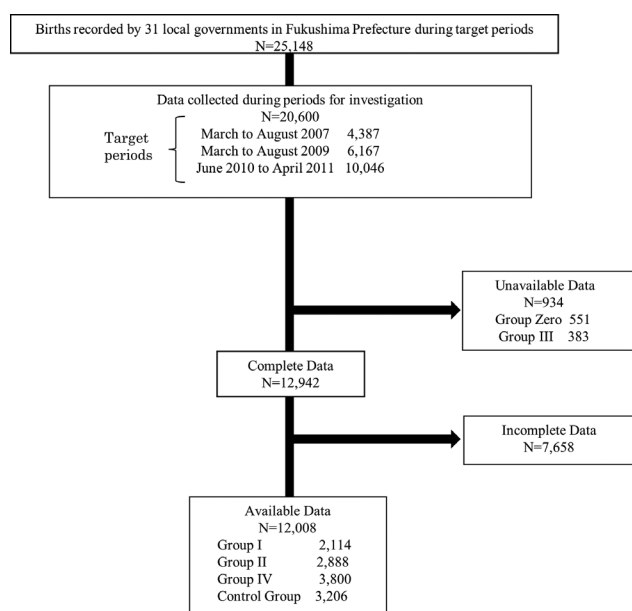 Births recorded by 31 local governments in Fukushima Prefecture during target periods
N=25,148
Data collected during periods for investigation
N=20,600
Target periods
March to August 2007 4,387
March to August 2009 6,167
June 2010 to April 2011 10,046
Unavailable Data
N=934
Group Zero 551
Group III 383
Complete Data
N=12,942
Incomplete Data
N=7,658
Available Data
N=12,008
Group I 2,114
Group II 2,888
Group IV 3,800
Control Group 3,206